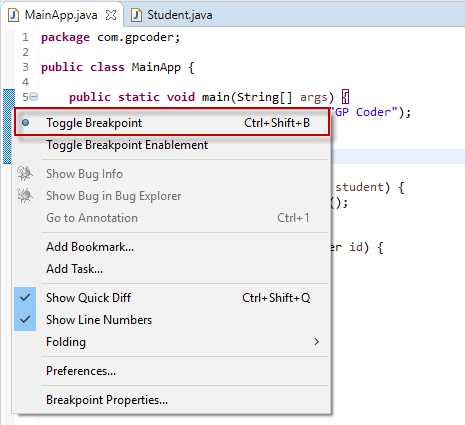 MainApp.java Student.java
1 package com.gpcoder;
2
3 public class MainApp {
4
5 public static void main(String[] args) {
"GP Coder");
Toggle Breakpoint Ctrl+Shift+B
Toggle Breakpoint Enablement
Show Bug Info
student) {
Show Bug in Bug Explorer
();
Go to Annotation Ctrl+1
Add Bookmark...
er id) {
Add Task...
Show Quick Diff Ctrl+Shift+Q
Show Line Numbers
Folding
Preferences...
Breakpoint Properties...